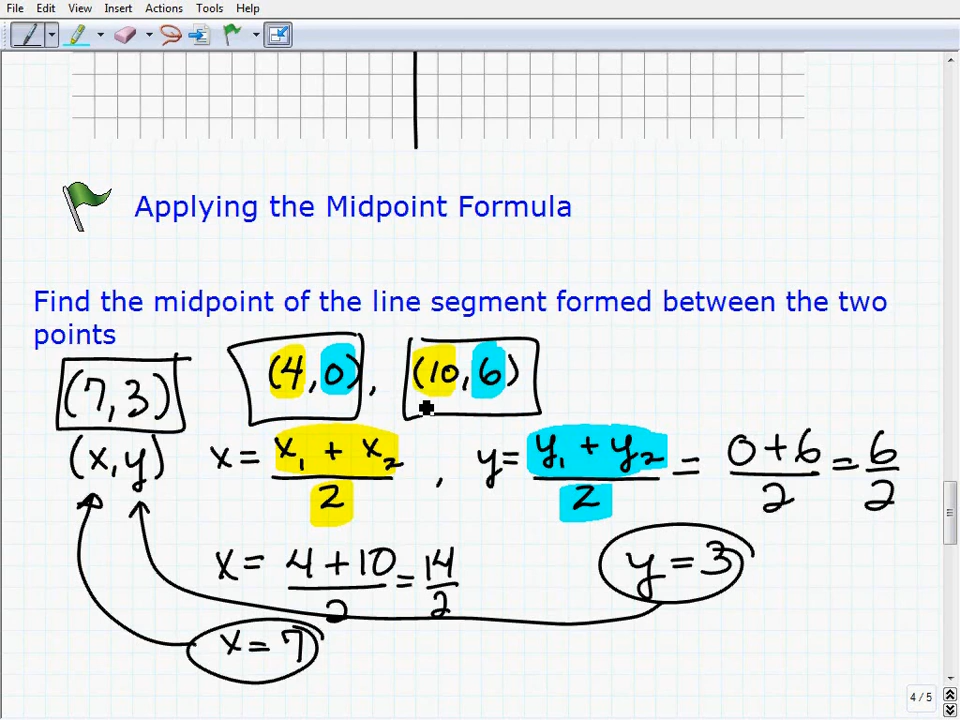 File Edit View Insert Actions Tools Help
Applying the Midpoint Formula
Find the midpoint of the line segment formed between the two
points
(7,3) (4,0), (10,6)
(x,y) x = x₁ + x₂ / 2 , y = y₁ + y₂ / 2 = 0+6 / 2 = 6 / 2
x = 4+10 / 2 = 14 / 2 y = 3
x = 7
4 / 5